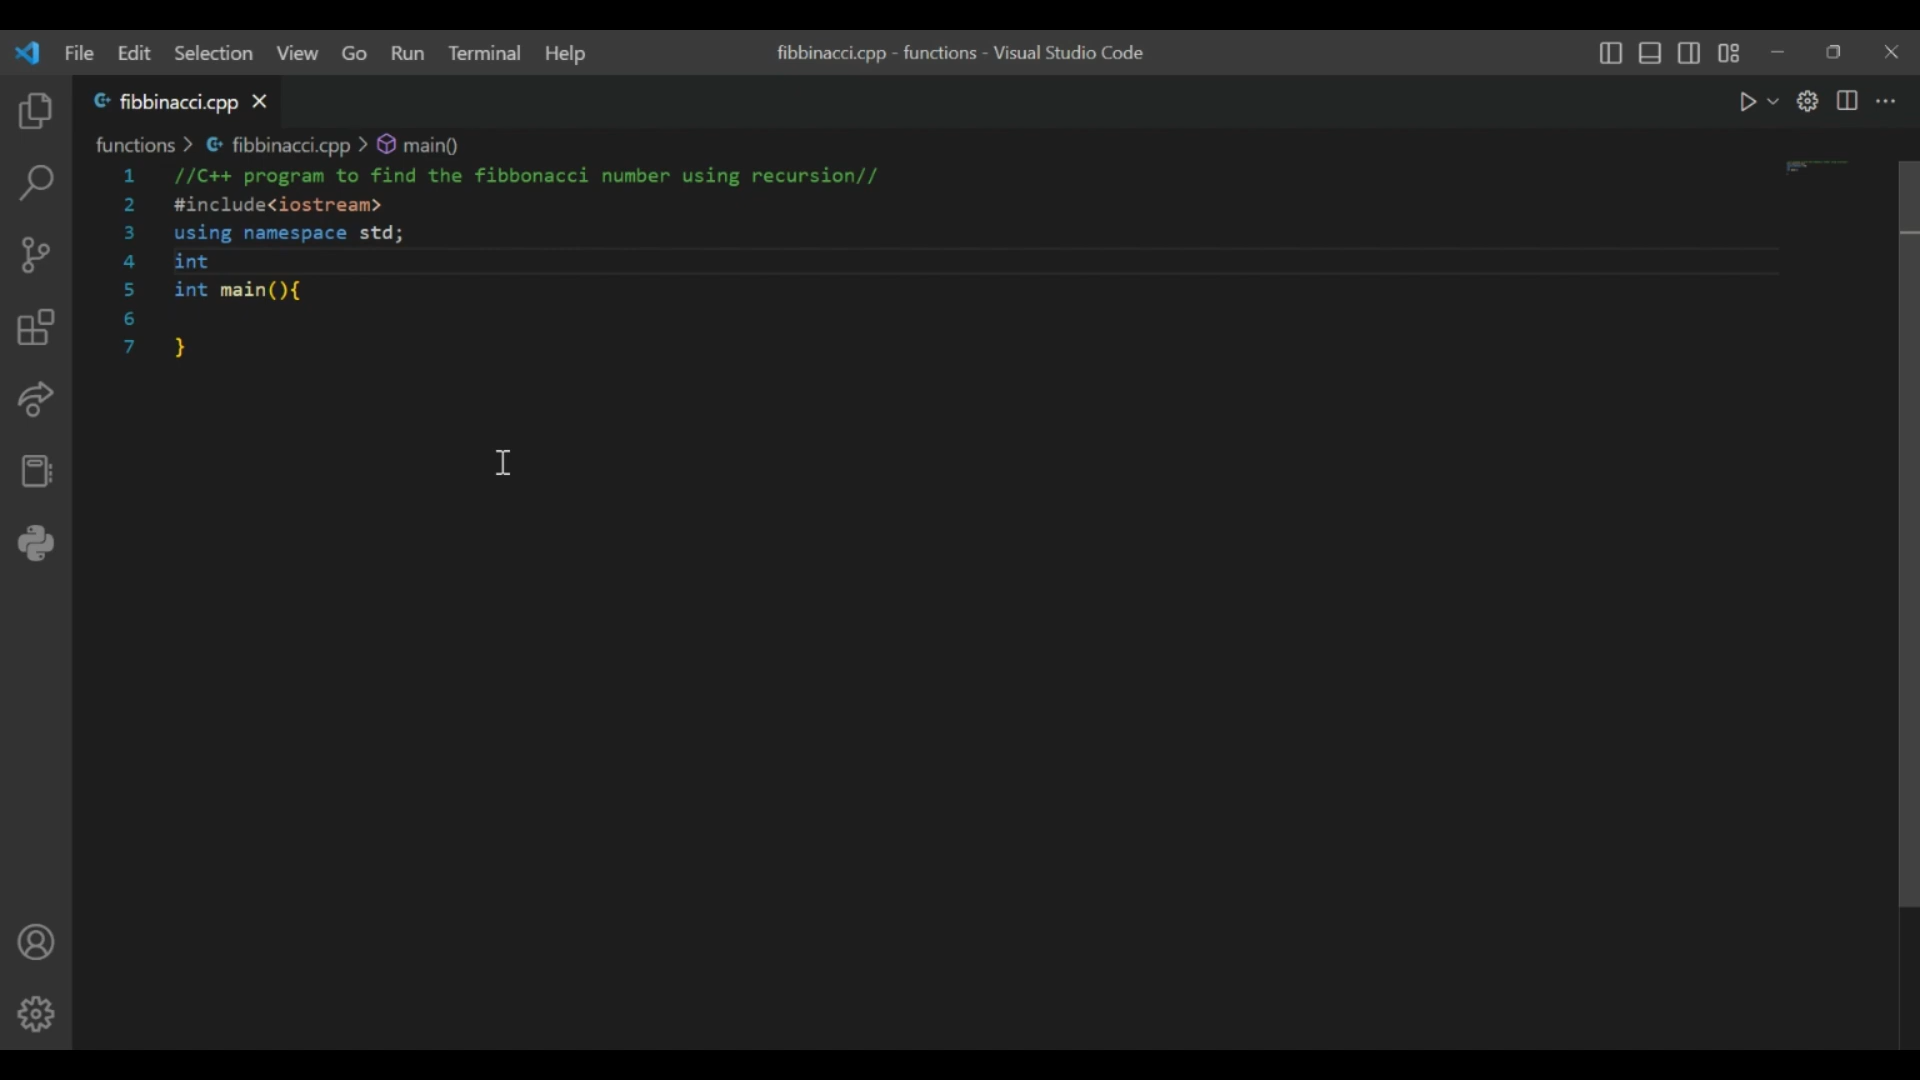 File Edit Selection View Go Run Terminal Help fibbinacci.cpp - functions - Visual Studio Code
fibbinacci.cpp
functions > fibbinacci.cpp > main()
1 //C++ program to find the fibbonacci number using recursion//
2 #include<iostream>
3 using namespace std;
4 int
5 int main(){
6
7 }